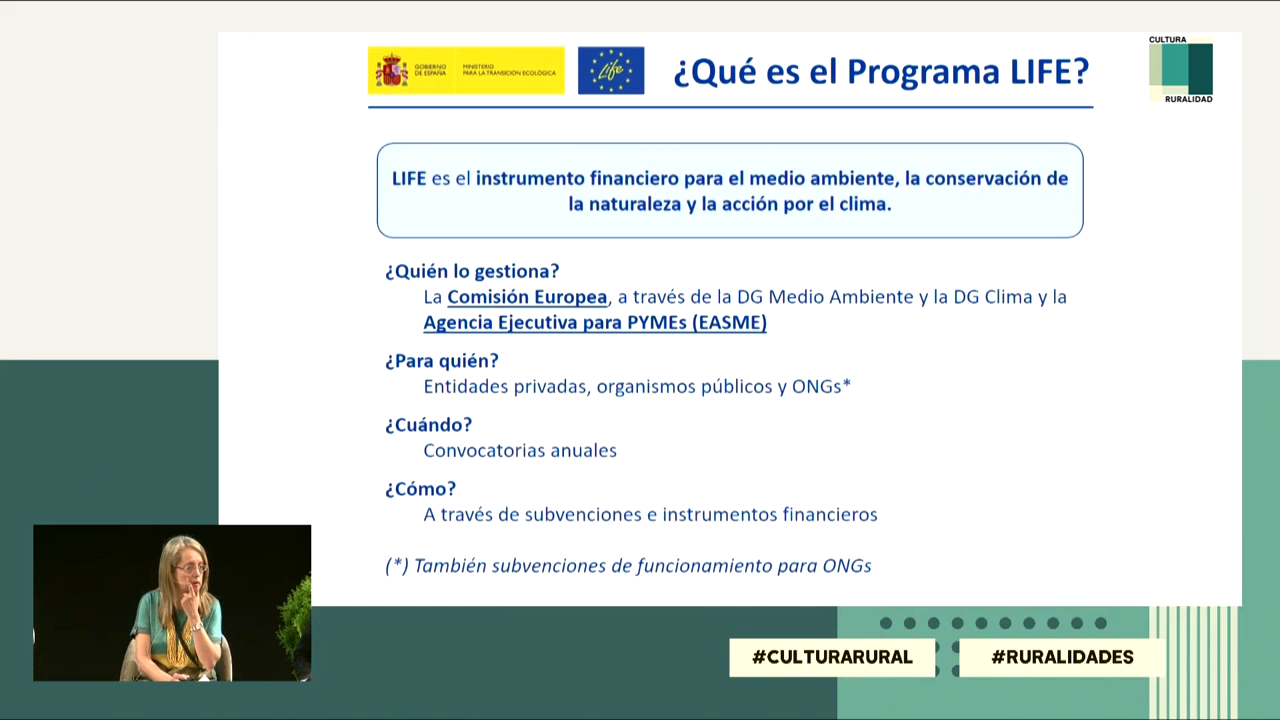 GOBIERNO
DE ESPAÑA
MINISTERIO
PARA LA TRANSICIÓN ECOLÓGICA
Life
¿Qué es el Programa LIFE?
CULTURA
RURALIDAD
LIFE es el instrumento financiero para el medio ambiente, la conservación de
la naturaleza y la acción por el clima.
¿Quién lo gestiona?
La Comisión Europea, a través de la DG Medio Ambiente y la DG Clima y la
Agencia Ejecutiva para PYMEs (EASME)
¿Para quién?
Entidades privadas, organismos públicos y ONGs*
¿Cuándo?
Convocatorias anuales
¿Cómo?
A través de subvenciones e instrumentos financieros
(*) También subvenciones de funcionamiento para ONGs
#CULTURARURAL
#RURALIDADES